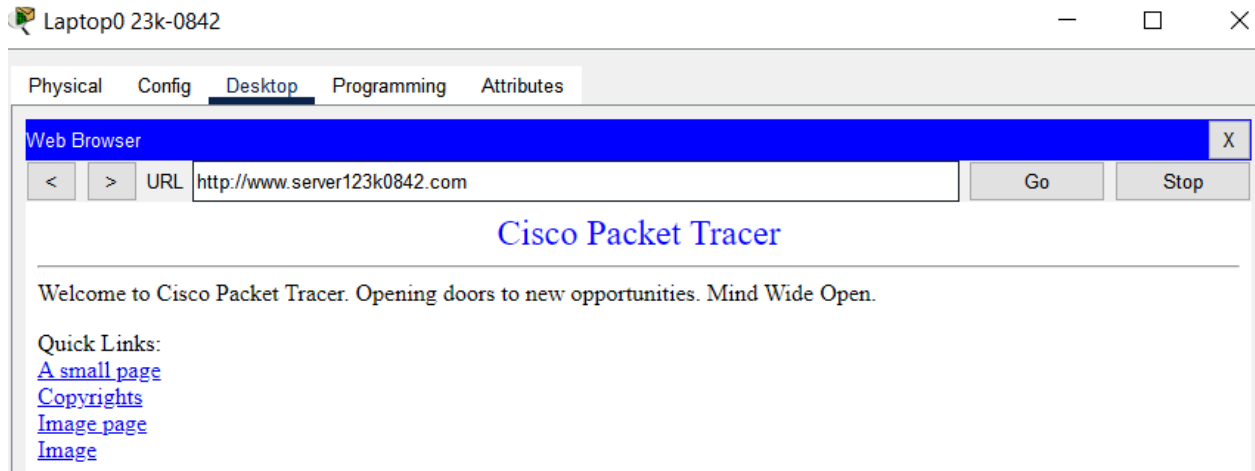 Laptop0 23k-0842
Physical Config Desktop Programming Attributes
Web Browser X
< > URL http://www.server123k0842.com Go Stop
Cisco Packet Tracer
Welcome to Cisco Packet Tracer. Opening doors to new opportunities. Mind Wide Open.
Quick Links:
A small page
Copyrights
Image page
Image